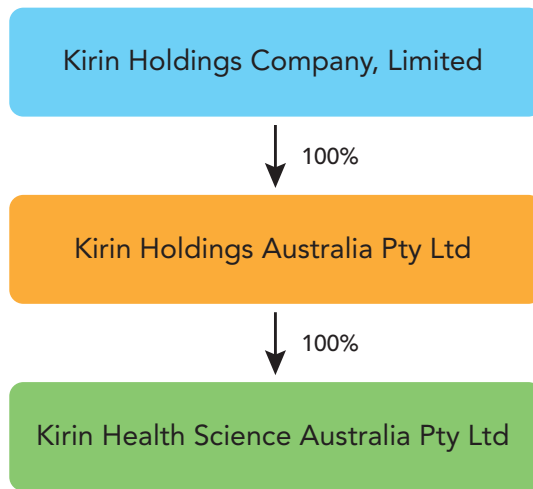 Kirin Holdings Company, Limited
100%
Kirin Holdings Australia Pty Ltd
100%
Kirin Health Science Australia Pty Ltd